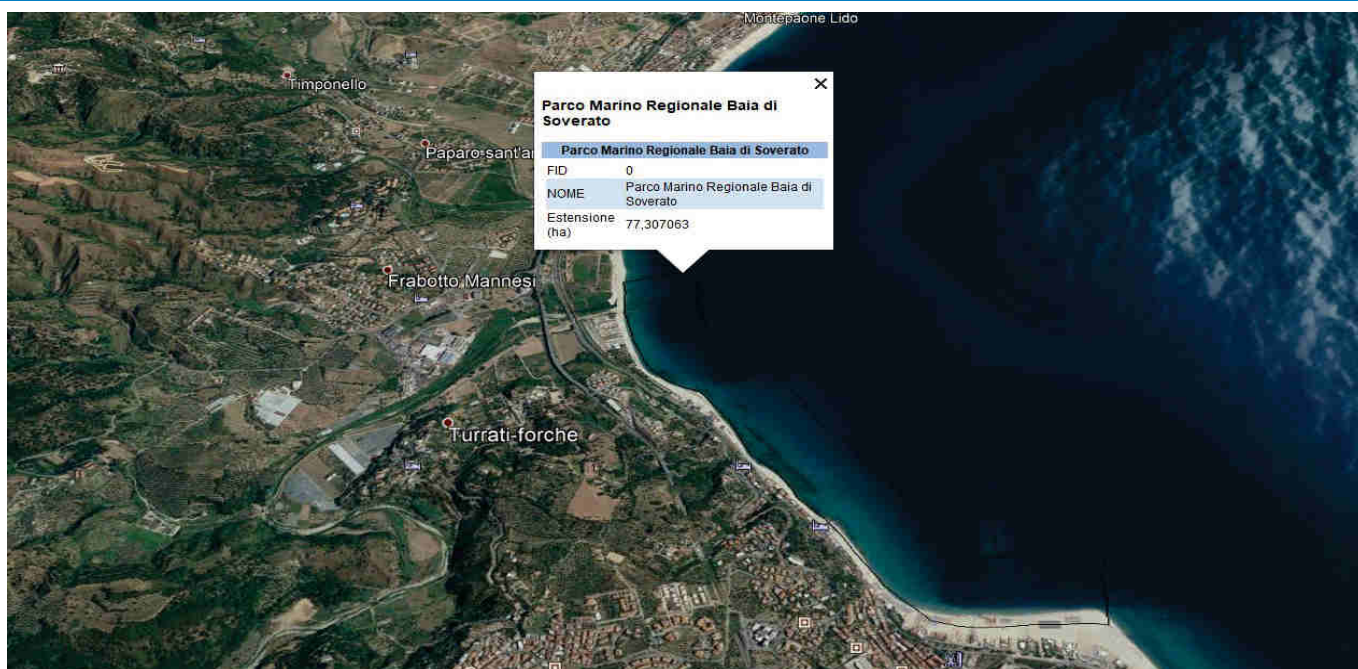 Montepaone Lido
Timponello
Paparo sant'a
Parco Marino Regionale Baia di
Soverato
Parco Marino Regionale Baia di Soverato
FID 0
NOME Parco Marino Regionale Baia di
Soverato
Estensione
(ha) 77,307063
Frabotto Mannesi
Turrati-forche